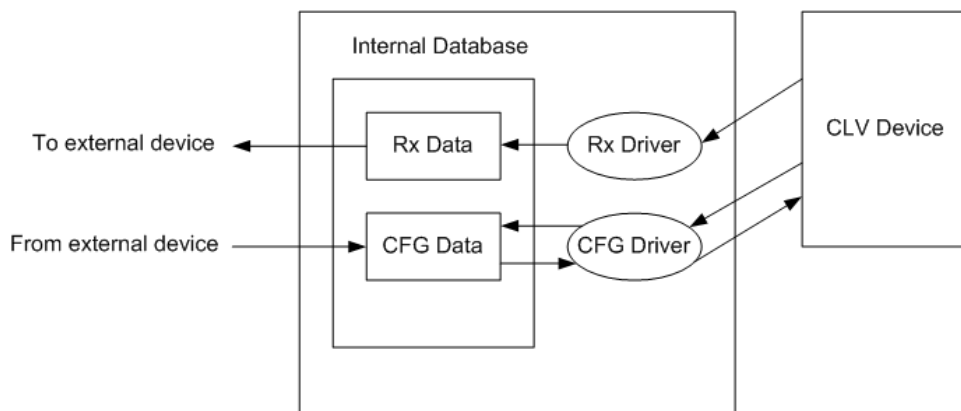 Internal Database
To external device
Rx Data
Rx Driver
CLV Device
From external device
CFG Data
CFG Driver